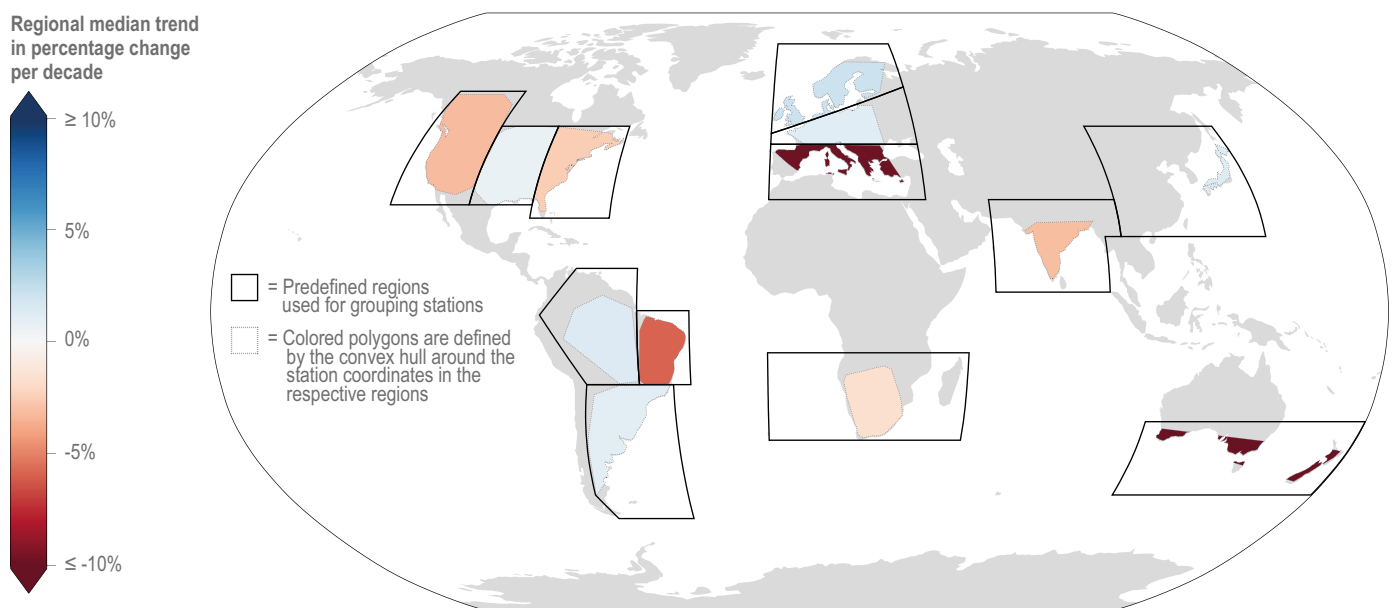 Regional median trend
in percentage change
per decade
≥ 10%
5%
0%
-5%
≤ -10%
= Predefined regions
used for grouping stations
= Colored polygons are defined
by the convex hull around the
station coordinates in the
respective regions